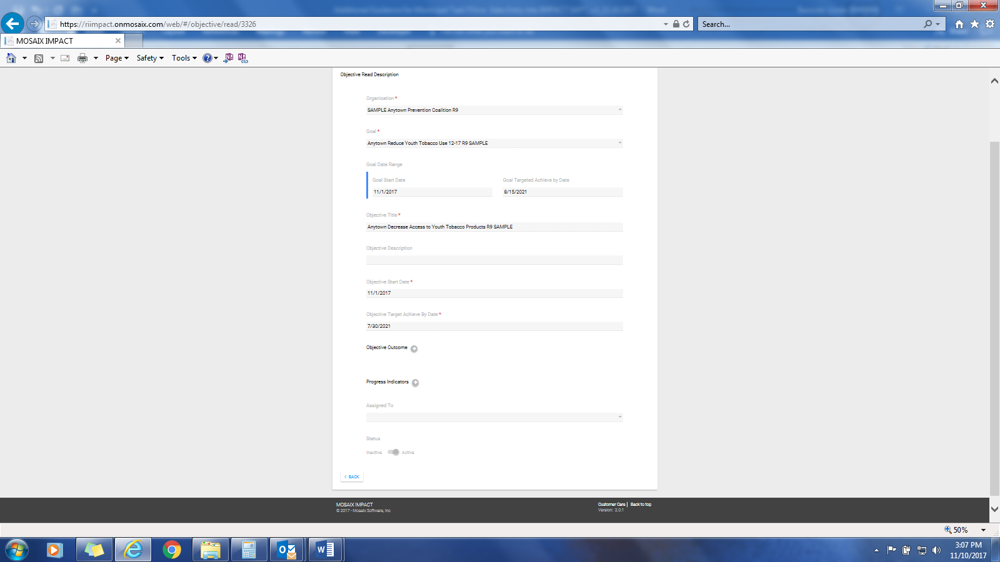 https://riimpact.onmosaix.com/web/#/objective/read/3326
Search...
MOSAIX IMPACT
Page Safety Tools
Objective Read Description
Organization *
SAMPLE Anytown Prevention Coalition R9
Goal *
Anytown Reduce Youth Tobacco Use 12-17 R9 SAMPLE
Goal Date Range
Goal Start Date Goal Targeted Achieve by Date
11/1/2017 8/15/2021
Objective Title *
Anytown Decrease Access to Youth Tobacco Products R9 SAMPLE
Objective Description
Objective Start Date *
11/1/2017
Objective Target Achieve By Date *
7/30/2021
Objective Outcome
Progress Indicators
Assigned To
Status
Inactive Active
< BACK
MOSAIX IMPACT
© 2017 - Mosaix Software, Inc
Customer Care | Back to top
Version: 2.0.1
50%
3:07 PM
11/10/2017